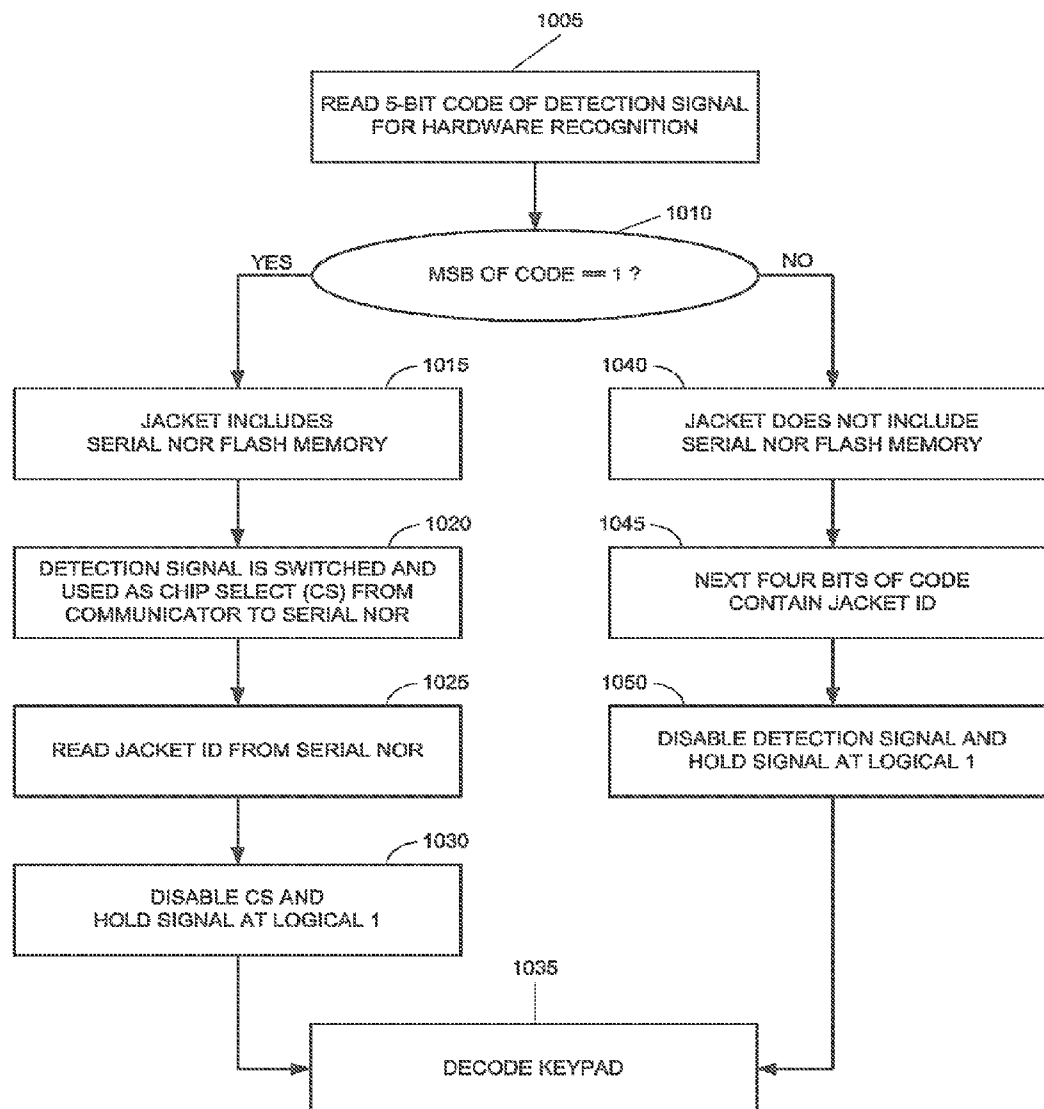 1005
READ 5-BIT CODE OF DETECTION SIGNAL
FOR HARDWARE RECOGNITION
1010
YES
MSB OF CODE == 1 ?
NO
1015
JACKET INCLUDES
SERIAL NOR FLASH MEMORY
1040
JACKET DOES NOT INCLUDE
SERIAL NOR FLASH MEMORY
1020
DETECTION SIGNAL IS SWITCHED AND
USED AS CHIP SELECT (CS) FROM
COMMUNICATOR TO SERIAL NOR
1045
NEXT FOUR BITS OF CODE
CONTAIN JACKET ID
1025
READ JACKET ID FROM SERIAL NOR
1050
DISABLE DETECTION SIGNAL AND
HOLD SIGNAL AT LOGICAL 1
1030
DISABLE CS AND
HOLD SIGNAL AT LOGICAL 1
1035
DECODE KEYPAD